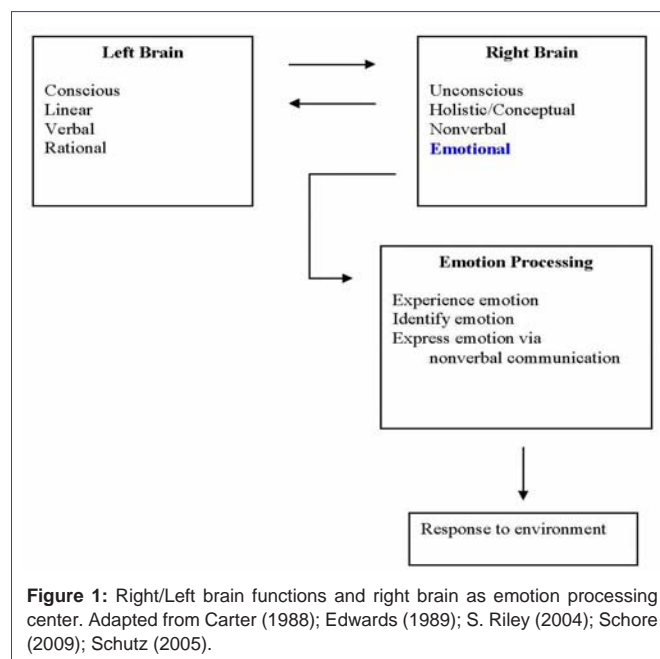 Left Brain
Conscious
Linear
Verbal
Rational
Right Brain
Unconscious
Holistic/Conceptual
Nonverbal
Emotional
Emotion Processing
Experience emotion
Identify emotion
Express emotion via
nonverbal communication
Response to environment
Figure 1: Right/Left brain functions and right brain as emotion processing
center. Adapted from Carter (1988); Edwards (1989); S. Riley (2004); Schore
(2009); Schutz (2005).